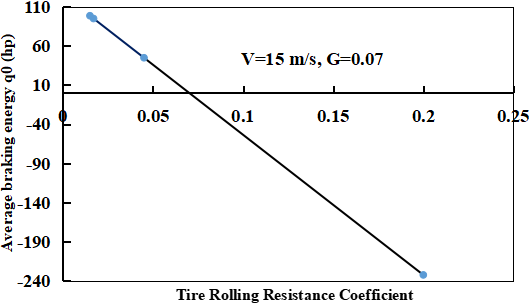 Average braking energy q0 (hp)
110
60
10
-40
-90
-140
-190
-240
V=15 m/s, G=0.07
0 0.05 0.1 0.15 0.2 0.25
Tire Rolling Resistance Coefficient